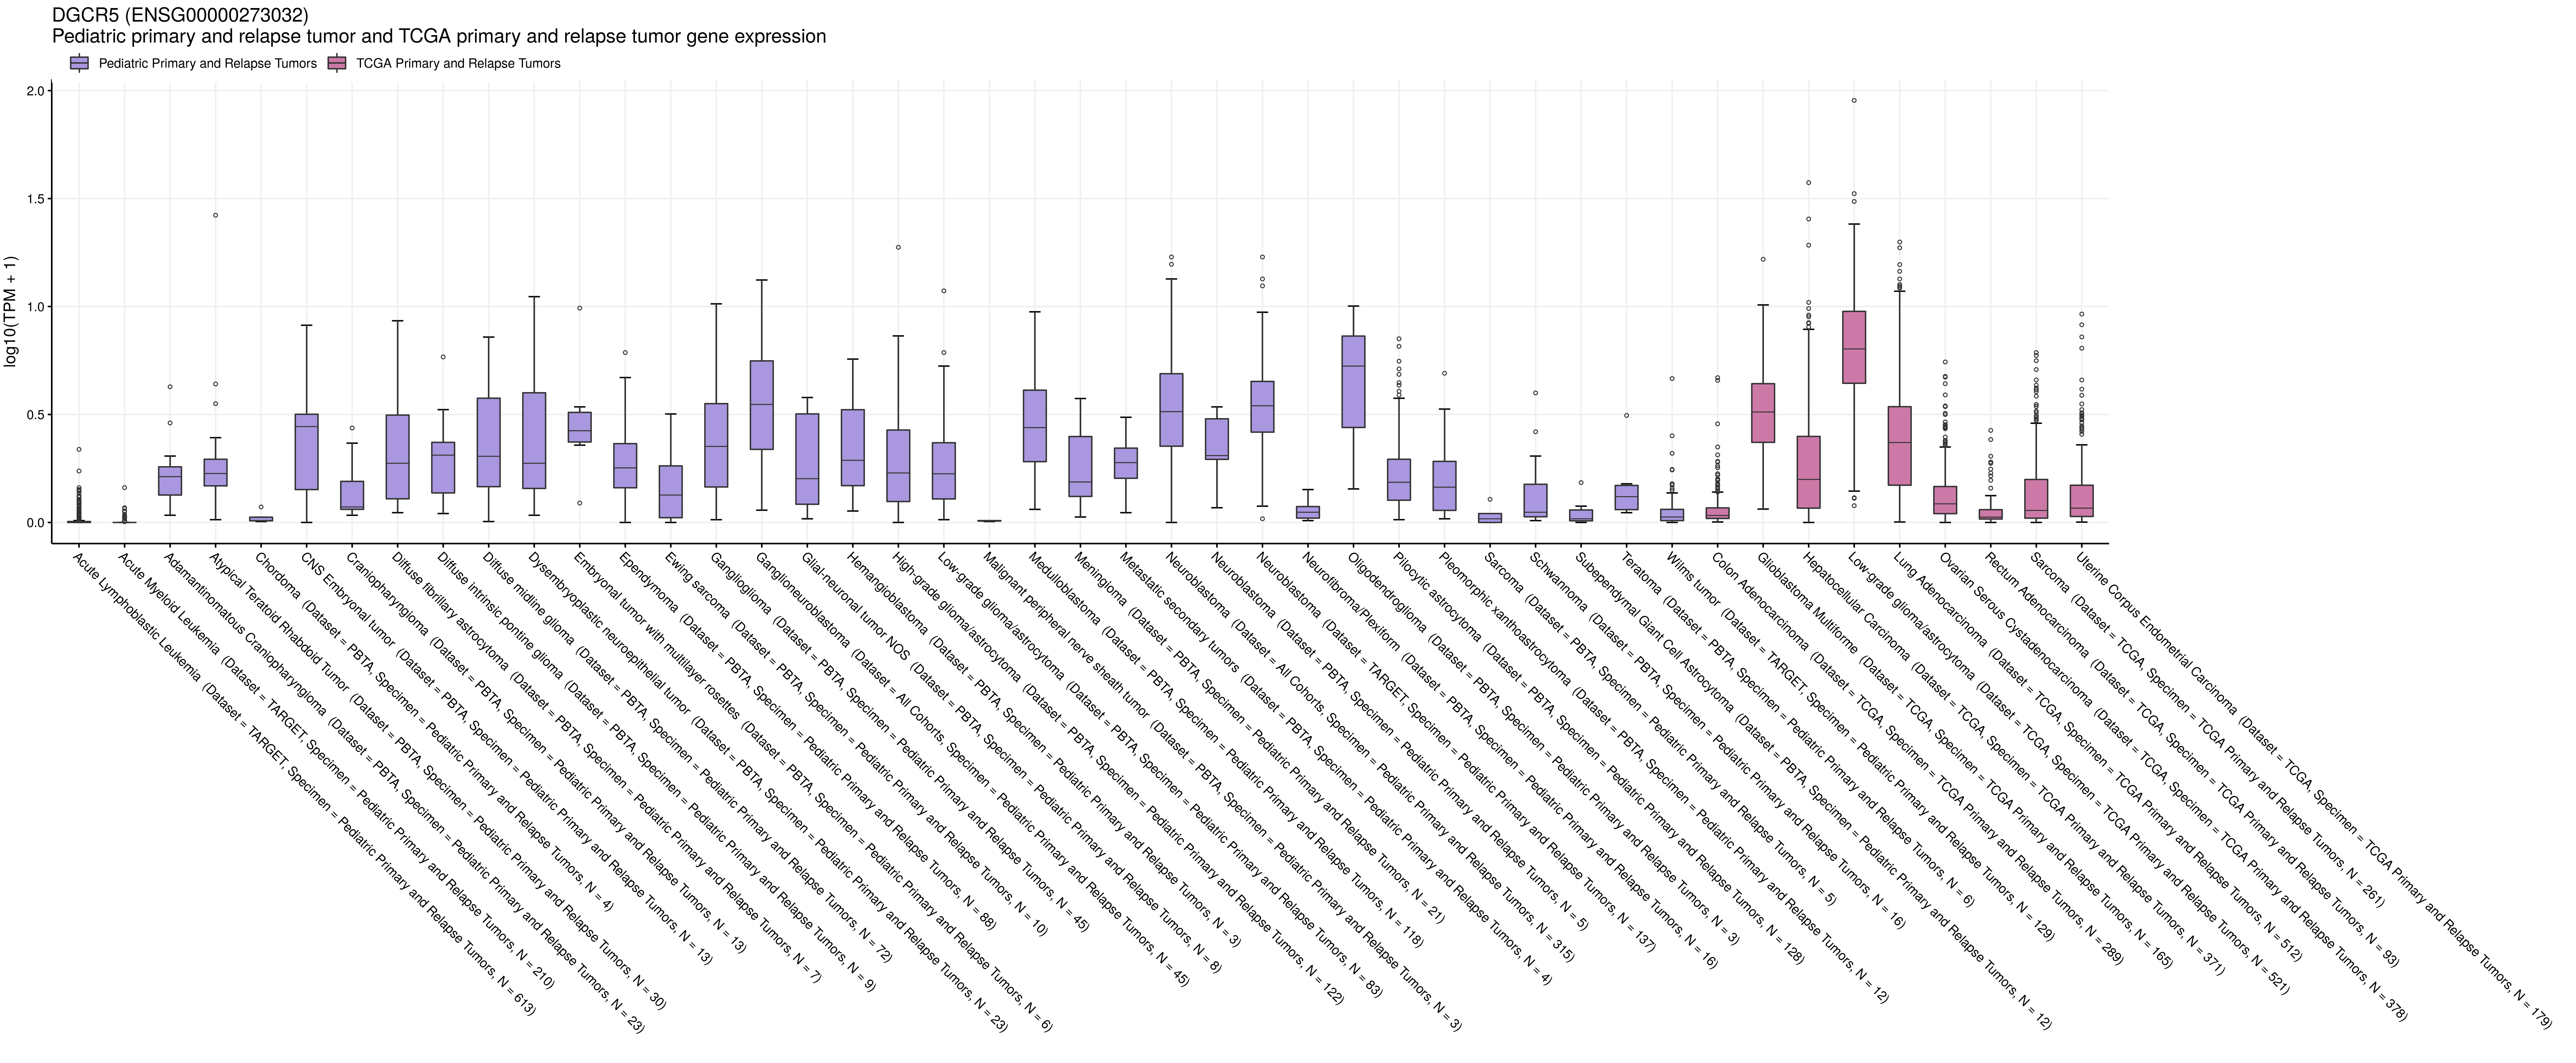 DGCR5 (ENSG00000273032)
Pediatric primary and relapse tumor and TCGA primary and relapse tumor gene expression
Pediatric Primary and Relapse Tumors
TCGA Primary and Relapse Tumors
log10(TPM + 1)
2.0
1.5
1.0
0.5
0.0
Acute Lymphoblastic Leukemia (Dataset = TARGET, Specimen = Pediatric Primary and Relapse Tumors, N = 613)
Acute Myeloid Leukemia (Dataset = TARGET, Specimen = Pediatric Primary and Relapse Tumors, N = 210)
Adamantinomatous Craniopharyngioma (Dataset = PBTA, Specimen = Pediatric Primary and Relapse Tumors, N = 23)
Atypical Teratoid Rhabdoid Tumor (Dataset = PBTA, Specimen = Pediatric Primary and Relapse Tumors, N = 30)
Chordoma (Dataset = PBTA, Specimen = Pediatric Primary and Relapse Tumors, N = 4)
CNS Embryonal tumor (Dataset = PBTA, Specimen = Pediatric Primary and Relapse Tumors, N = 13)
Craniopharyngioma (Dataset = PBTA, Specimen = Pediatric Primary and Relapse Tumors, N = 13)
Diffuse fibrillary astrocytoma (Dataset = PBTA, Specimen = Pediatric Primary and Relapse Tumors, N = 7)
Diffuse intrinsic pontine glioma (Dataset = PBTA, Specimen = Pediatric Primary and Relapse Tumors, N = 9)
Diffuse midline glioma (Dataset = PBTA, Specimen = Pediatric Primary and Relapse Tumors, N = 72)
Dysembryoplastic neuroepithelial tumor (Dataset = PBTA, Specimen = Pediatric Primary and Relapse Tumors, N = 23)
Embryonal tumor with multilayer rosettes (Dataset = PBTA, Specimen = Pediatric Primary and Relapse Tumors, N = 6)
Ependymoma (Dataset = PBTA, Specimen = Pediatric Primary and Relapse Tumors, N = 88)
Ewing sarcoma (Dataset = PBTA, Specimen = Pediatric Primary and Relapse Tumors, N = 10)
Ganglioglioma (Dataset = PBTA, Specimen = Pediatric Primary and Relapse Tumors, N = 45)
Ganglioneuroblastoma (Dataset = All Cohorts, Specimen = Pediatric Primary and Relapse Tumors, N = 45)
Glial-neuronal tumor NOS (Dataset = PBTA, Specimen = Pediatric Primary and Relapse Tumors, N = 8)
Hemangioblastoma (Dataset = PBTA, Specimen = Pediatric Primary and Relapse Tumors, N = 3)
High-grade glioma/astrocytoma (Dataset = PBTA, Specimen = Pediatric Primary and Relapse Tumors, N = 122)
Low-grade glioma/astrocytoma (Dataset = PBTA, Specimen = Pediatric Primary and Relapse Tumors, N = 83)
Malignant peripheral nerve sheath tumor (Dataset = PBTA, Specimen = Pediatric Primary and Relapse Tumors, N = 3)
Medulloblastoma (Dataset = PBTA, Specimen = Pediatric Primary and Relapse Tumors, N = 118)
Meningioma (Dataset = PBTA, Specimen = Pediatric Primary and Relapse Tumors, N = 21)
Metastatic secondary tumors (Dataset = PBTA, Specimen = Pediatric Primary and Relapse Tumors, N = 4)
Neuroblastoma (Dataset = All Cohorts, Specimen = Pediatric Primary and Relapse Tumors, N = 315)
Neuroblastoma (Dataset = PBTA, Specimen = Pediatric Primary and Relapse Tumors, N = 5)
Neuroblastoma (Dataset = TARGET, Specimen = Pediatric Primary and Relapse Tumors, N = 137)
Neurofibroma/Plexiform (Dataset = PBTA, Specimen = Pediatric Primary and Relapse Tumors, N = 16)
Oligodendroglioma (Dataset = PBTA, Specimen = Pediatric Primary and Relapse Tumors, N = 3)
Pilocytic astrocytoma (Dataset = PBTA, Specimen = Pediatric Primary and Relapse Tumors, N = 128)
Pleomorphic xanthoastrocytoma (Dataset = PBTA, Specimen = Pediatric Primary and Relapse Tumors, N = 12)
Sarcoma (Dataset = PBTA, Specimen = Pediatric Primary and Relapse Tumors, N = 5)
Schwannoma (Dataset = PBTA, Specimen = Pediatric Primary and Relapse Tumors, N = 16)
Subependymal Giant Cell Astrocytoma (Dataset = PBTA, Specimen = Pediatric Primary and Relapse Tumors, N = 12)
Teratoma (Dataset = PBTA, Specimen = Pediatric Primary and Relapse Tumors, N = 6)
Wilms tumor (Dataset = TARGET, Specimen = Pediatric Primary and Relapse Tumors, N = 129)
Colon Adenocarcinoma (Dataset = TCGA, Specimen = TCGA Primary and Relapse Tumors, N = 289)
Glioblastoma Multiforme (Dataset = TCGA, Specimen = TCGA Primary and Relapse Tumors, N = 165)
Hepatocellular Carcinoma (Dataset = TCGA, Specimen = TCGA Primary and Relapse Tumors, N = 371)
Low-grade glioma/astrocytoma (Dataset = TCGA, Specimen = TCGA Primary and Relapse Tumors, N = 521)
Lung Adenocarcinoma (Dataset = TCGA, Specimen = TCGA Primary and Relapse Tumors, N = 512)
Ovarian Serous Cystadenocarcinoma (Dataset = TCGA, Specimen = TCGA Primary and Relapse Tumors, N = 378)
Rectum Adenocarcinoma (Dataset = TCGA, Specimen = TCGA Primary and Relapse Tumors, N = 93)
Sarcoma (Dataset = TCGA, Specimen = TCGA Primary and Relapse Tumors, N = 261)
Uterine Corpus Endometrial Carcinoma (Dataset = TCGA, Specimen = TCGA Primary and Relapse Tumors, N = 179)